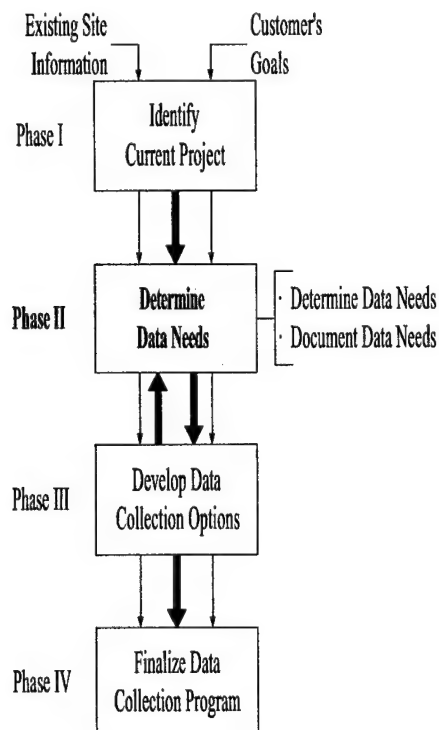 Existing Site
Information
Customer's
Goals
Phase I
Identify
Current Project
Phase II
Determine
Data Needs
· Determine Data Needs
· Document Data Needs
Phase III
Develop Data
Collection Options
Phase IV
Finalize Data
Collection Program